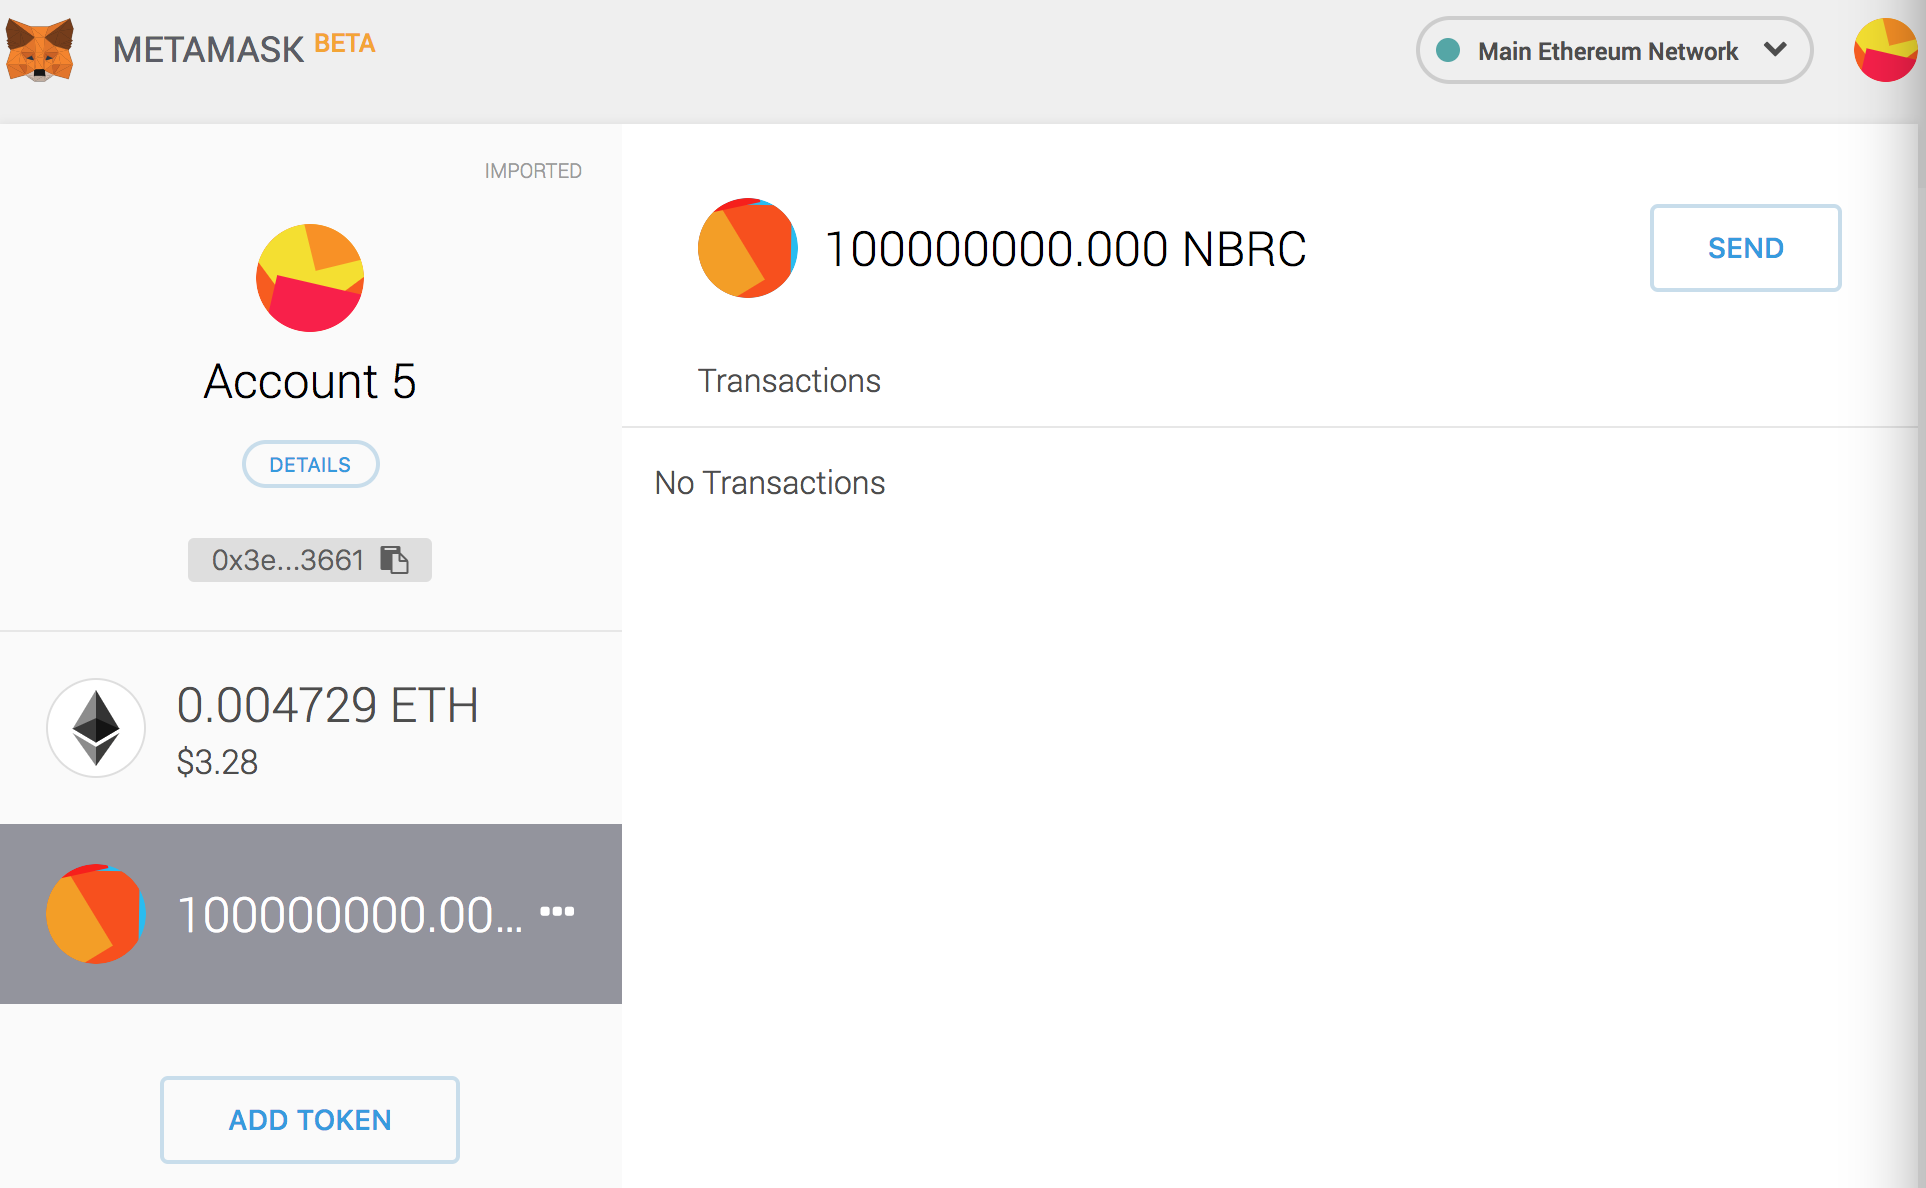 METAMASK BETA
Main Ethereum Network
IMPORTED
Account 5
DETAILS
0x3e...3661
0.004729 ETH
$3.28
100000000.00...
ADD TOKEN
100000000.000 NBRC
SEND
Transactions
No Transactions